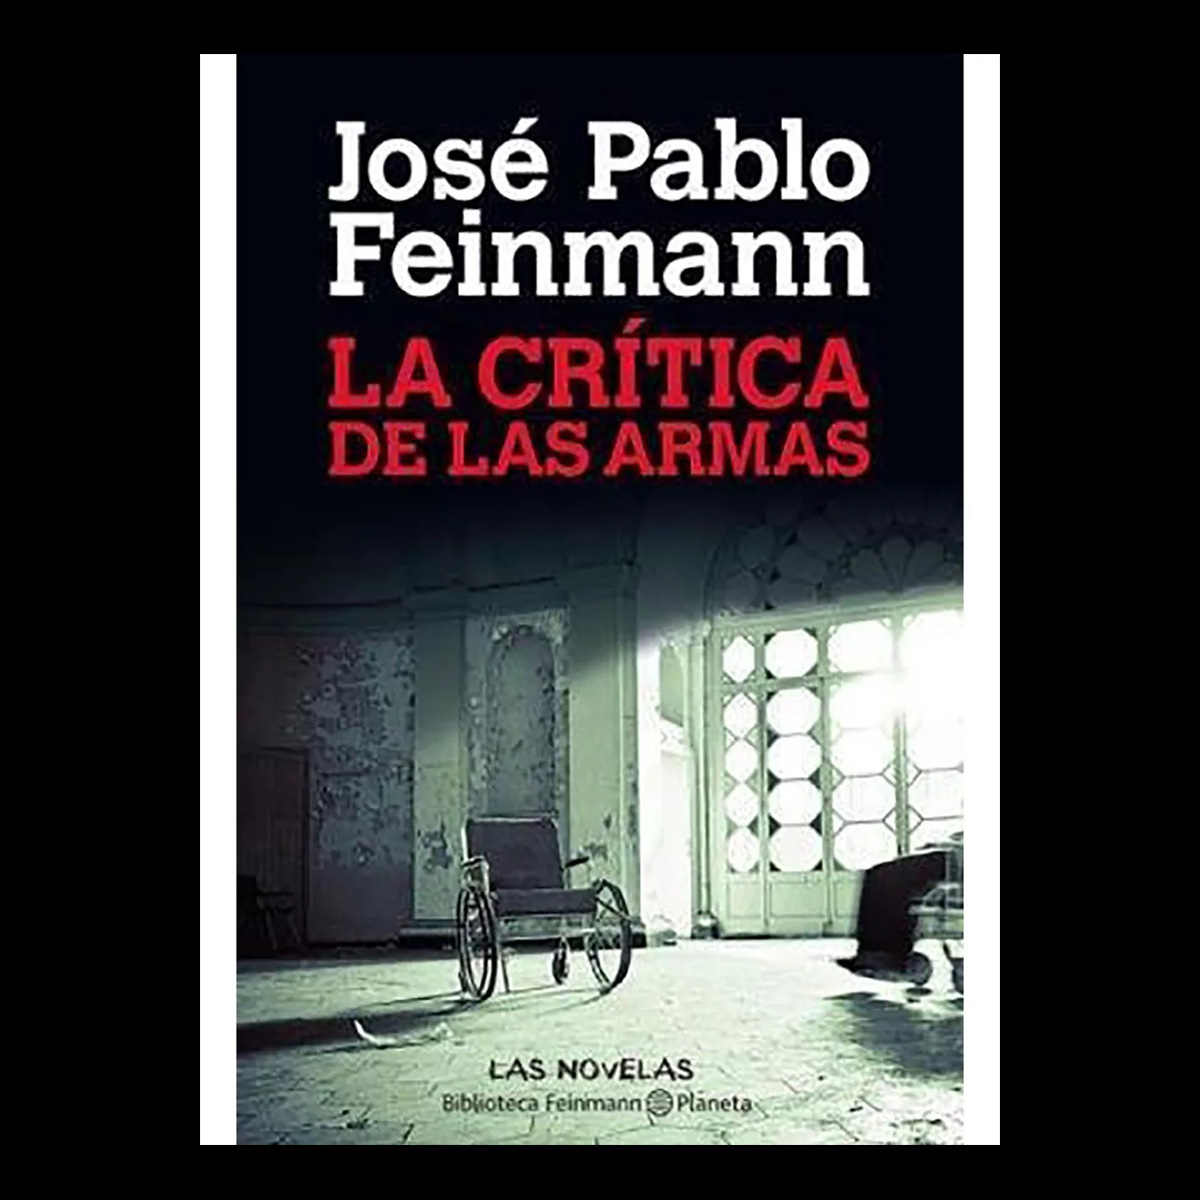 José Pablo
Feinmann
LA CRÍTICA
DE LAS ARMAS
LAS NOVELAS
Biblioteca Feinmann Planeta